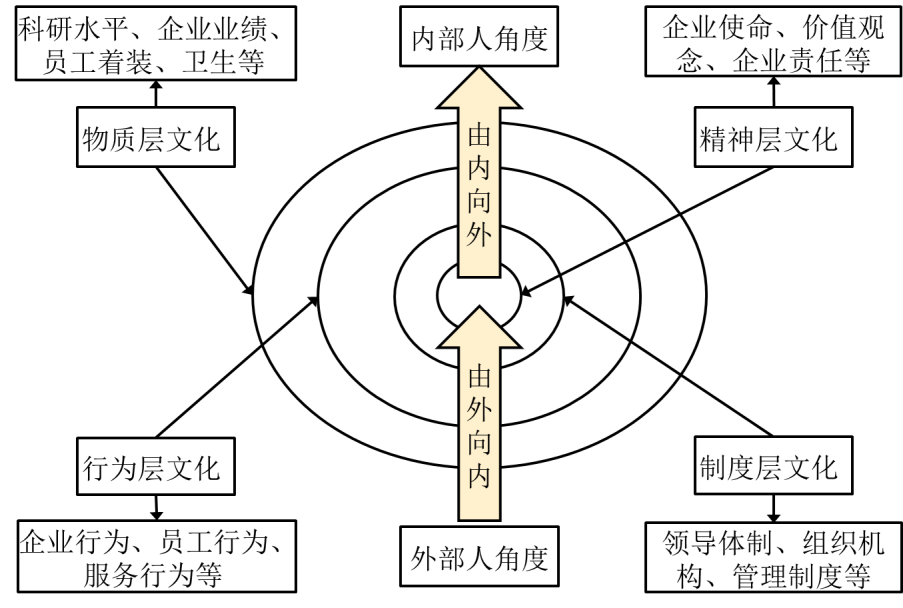 科研水平、企业业绩、
员工着装、卫生等
内部人角度
企业使命、价值观
念、企业责任等
物质层文化
精神层文化
由内向外
由外向内
行为层文化
制度层文化
企业行为、员工行为、
服务行为等
外部人角度
领导体制、组织机
构、管理制度等